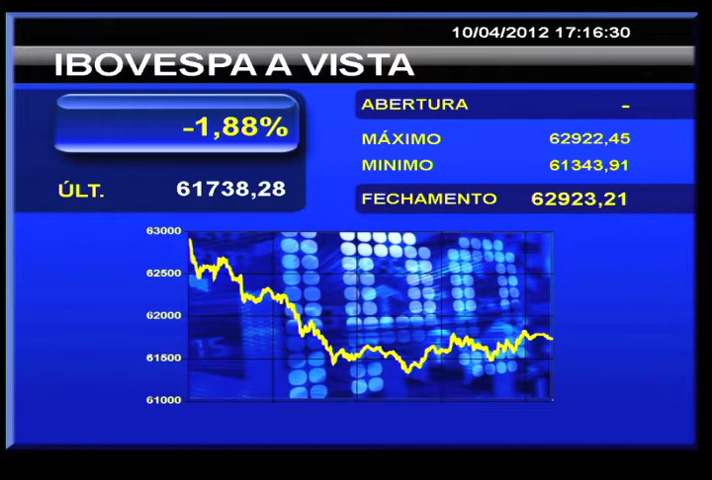 10/04/2012 17:16:30
IBOVESPA A VISTA
-1,88%
ÚLT. 61738,28
ABERTURA -
MÁXIMO 62922,45
MINIMO 61343,91
FECHAMENTO 62923,21
63000
62500
62000
61500
61000
15